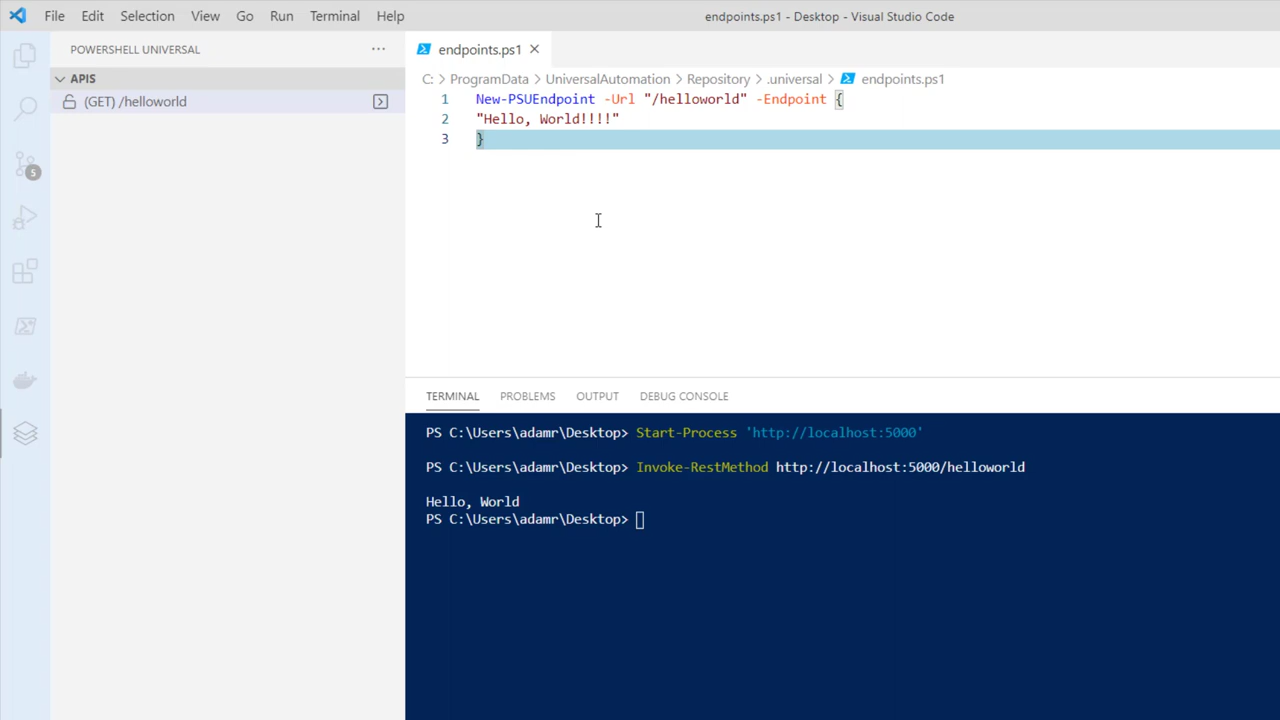 File Edit Selection View Go Run Terminal Help endpoints.ps1 - Desktop - Visual Studio Code
POWERSHELL UNIVERSAL ···
APIS
(GET) /helloworld
5
endpoints.ps1
C: > ProgramData > UniversalAutomation > Repository > .universal > endpoints.ps1
1 New-PSUEndpoint -Url "/helloworld" -Endpoint {
2 "Hello, World!!!!"
3 }
TERMINAL PROBLEMS OUTPUT DEBUG CONSOLE
PS C:\Users\adamr\Desktop> Start-Process 'http://localhost:5000'
PS C:\Users\adamr\Desktop> Invoke-RestMethod http://localhost:5000/helloworld
Hello, World
PS C:\Users\adamr\Desktop>